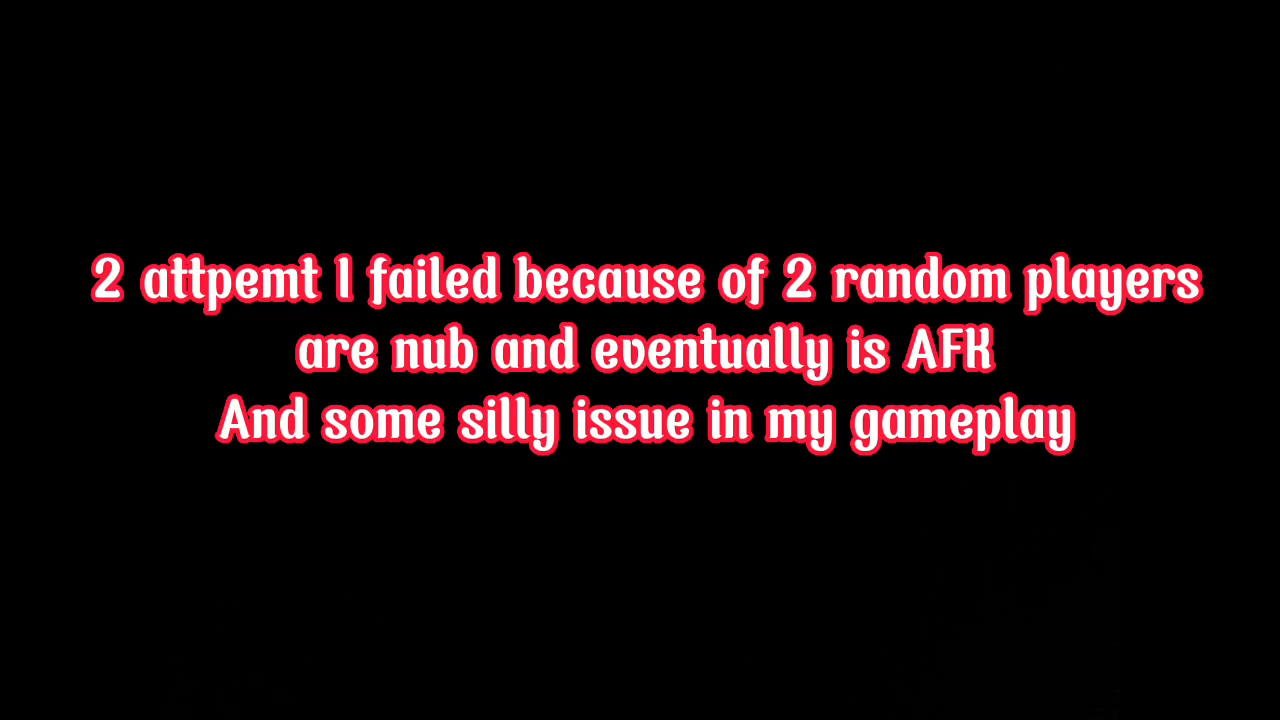 2 attpemt I failed because of 2 random players
are nub and eventually is AFK
And some silly issue in my gameplay